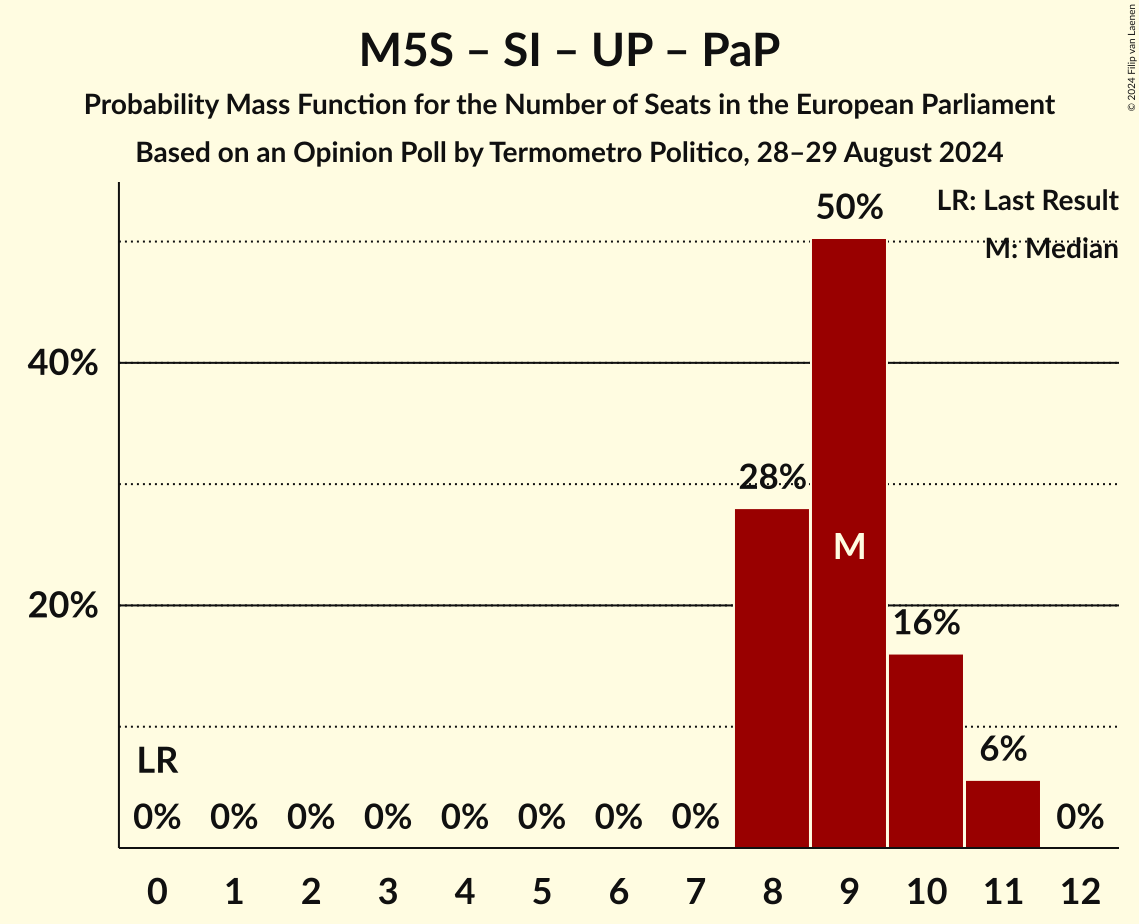 M5S – SI – UP – PaP
Probability Mass Function for the Number of Seats in the European Parliament
Based on an Opinion Poll by Termometro Politico, 28–29 August 2024
© 2024 Filip van Laenen
LR: Last Result
M: Median
50%
40%
28%
M
20%
16%
6%
LR
0% 0% 0% 0% 0% 0% 0% 0% 0%
0 1 2 3 4 5 6 7 8 9 10 11 12